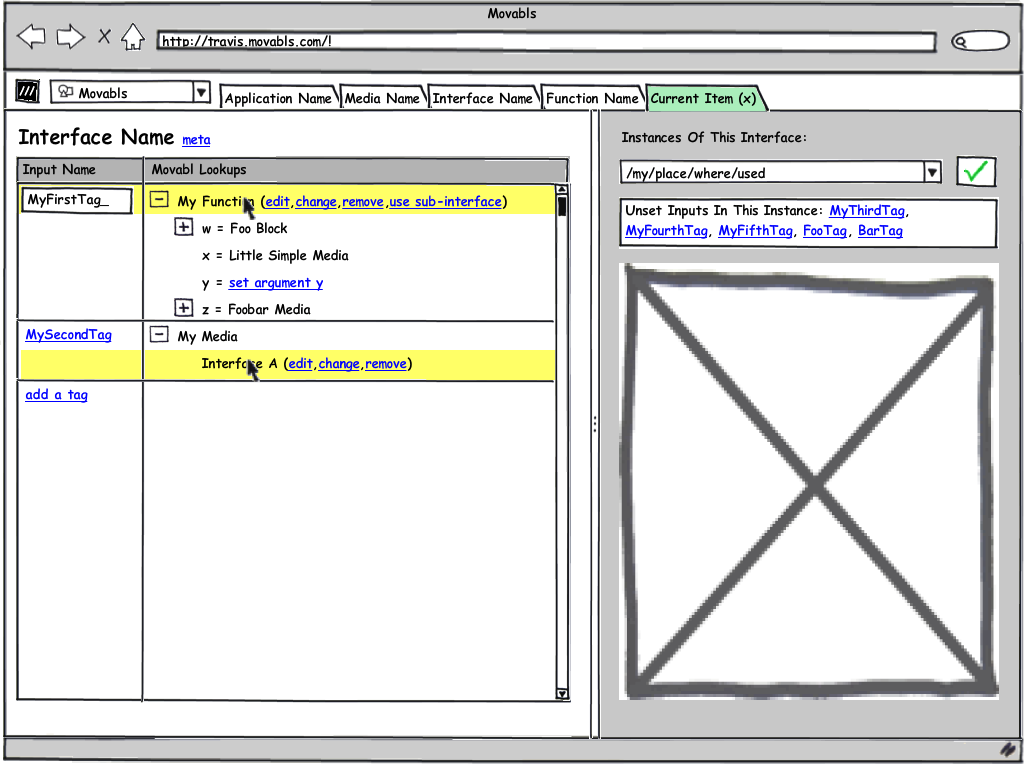 Movabls
http://travis.movabls.com/!
Movabls
Application Name
Media Name
Interface Name
Function Name
Current Item (x)
Interface Name meta
Input Name
Movabl Lookups
MyFirstTag_
My Function (edit,change,remove,use sub-interface)
w = Foo Block
x = Little Simple Media
y = set argument y
z = Foobar Media
MySecondTag
My Media
Interface A (edit,change,remove)
add a tag
Instances Of This Interface:
/my/place/where/used
Unset Inputs In This Instance: MyThirdTag,
MyFourthTag, MyFifthTag, FooTag, BarTag